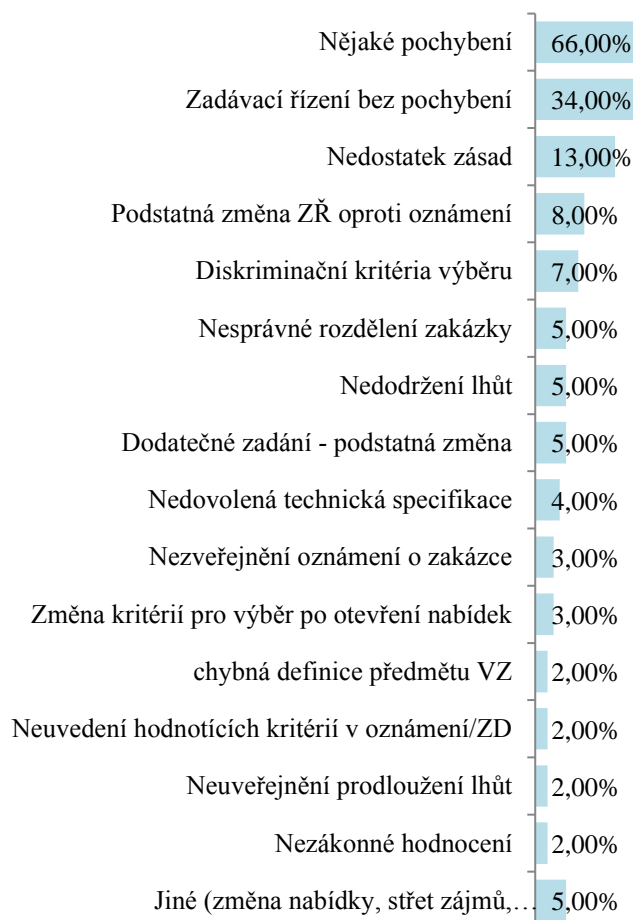 Nějaké pochybení 66,00%
Zadávací řízení bez pochybení 34,00%
Nedostatek zásad 13,00%
Podstatná změna ZŘ oproti oznámení 8,00%
Diskriminační kritéria výběru 7,00%
Nesprávné rozdělení zakázky 5,00%
Nedodržení lhůt 5,00%
Dodatečné zadání - podstatná změna 5,00%
Nedovolená technická specifikace 4,00%
Nezveřejnění oznámení o zakázce 3,00%
Změna kritérií pro výběr po otevření nabídek 3,00%
chybná definice předmětu VZ 2,00%
Neuvedení hodnotících kritérií v oznámení/ZD 2,00%
Neuveřejnění prodloužení lhůt 2,00%
Nezákonné hodnocení 2,00%
Jiné (změna nabídky, střet zájmů,… 5,00%